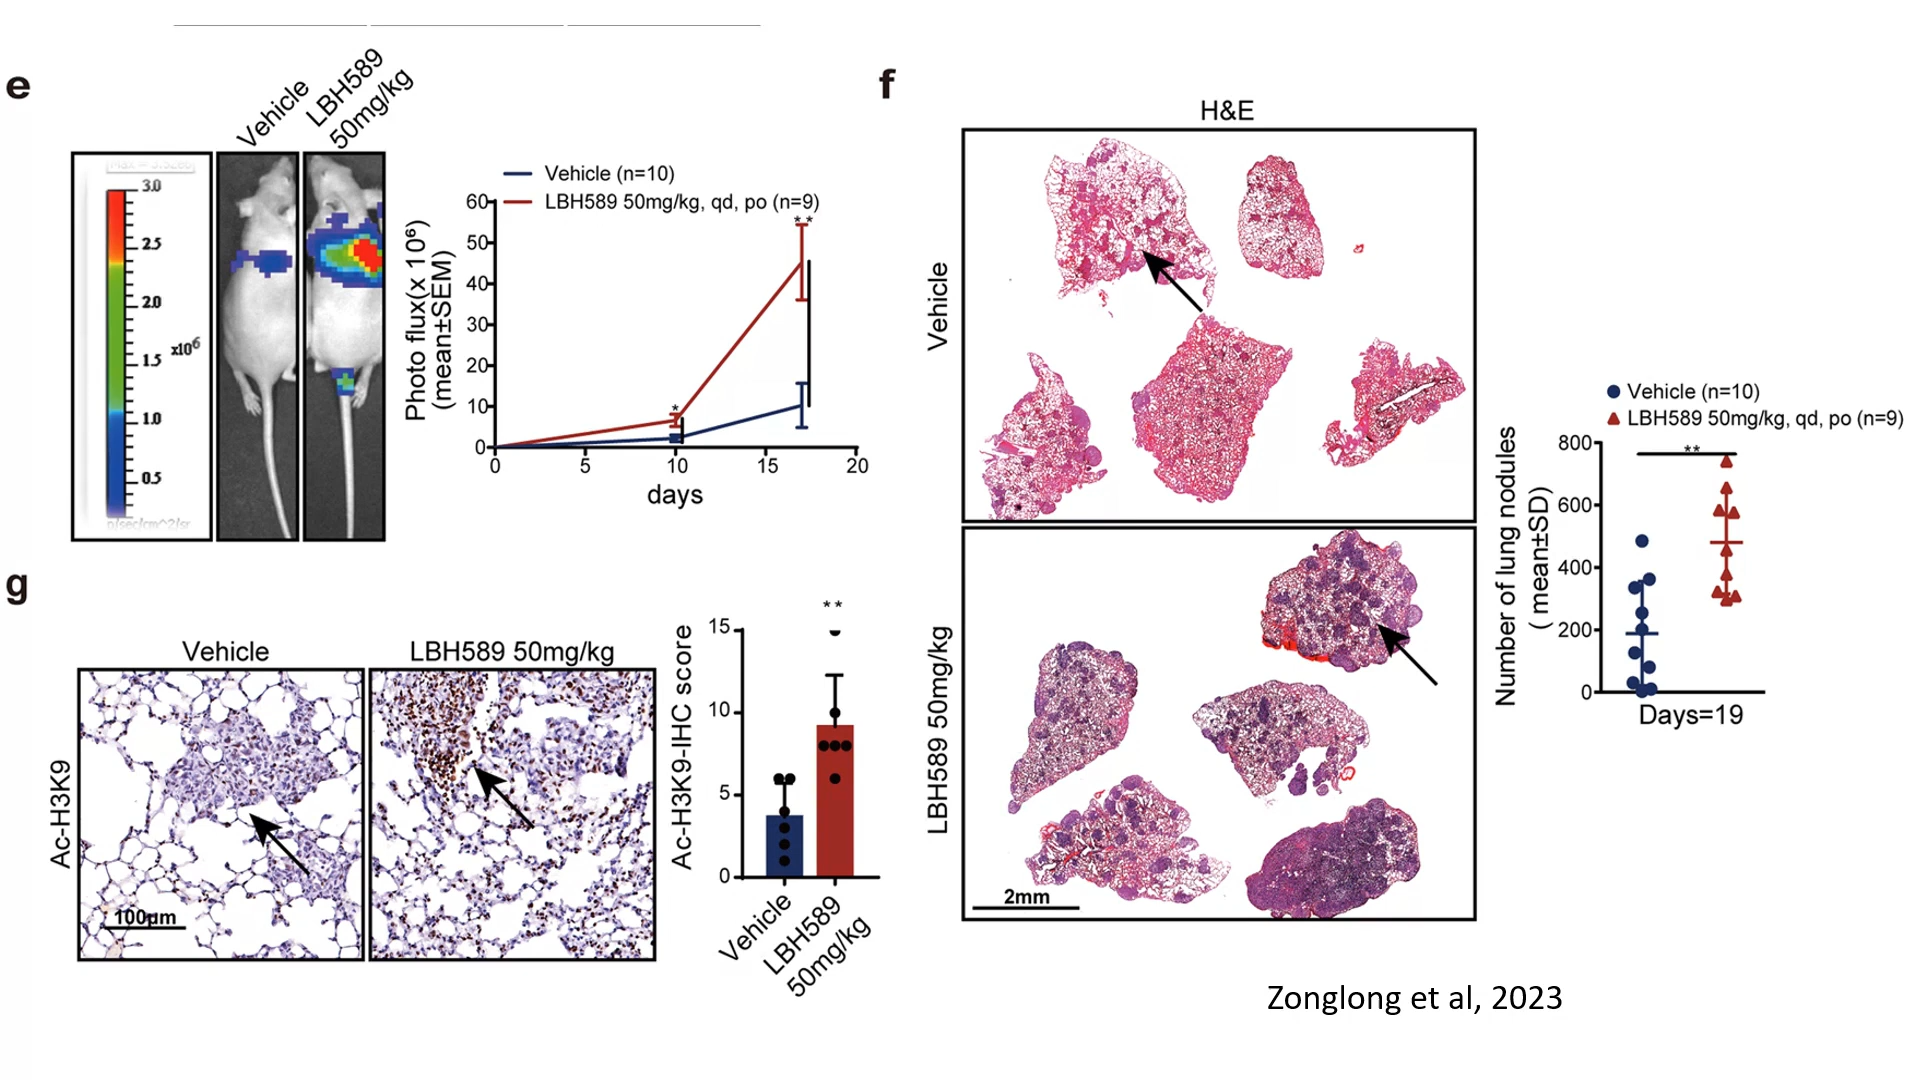 e
Vehicle
LBH589
50mg/kg
3.0
2.5
2.0
1.5
x10⁶
1.0
0.5
p/sec/cm^2/sr
Vehicle (n=10)
LBH589 50mg/kg, qd, po (n=9)
Photo flux(x 10⁶)
(mean±SEM)
60
50
40
30
20
10
0
**
*
0
5
10
15
20
days
f
H&E
Vehicle
LBH589 50mg/kg
2mm
Vehicle (n=10)
LBH589 50mg/kg, qd, po (n=9)
Number of lung nodules
( mean±SD)
800
600
400
200
0
**
Days=19
g
Vehicle
LBH589 50mg/kg
Ac-H3K9
100µm
Ac-H3K9-IHC score
15
10
5
0
**
Vehicle
LBH589
50mg/kg
Zonglong et al, 2023